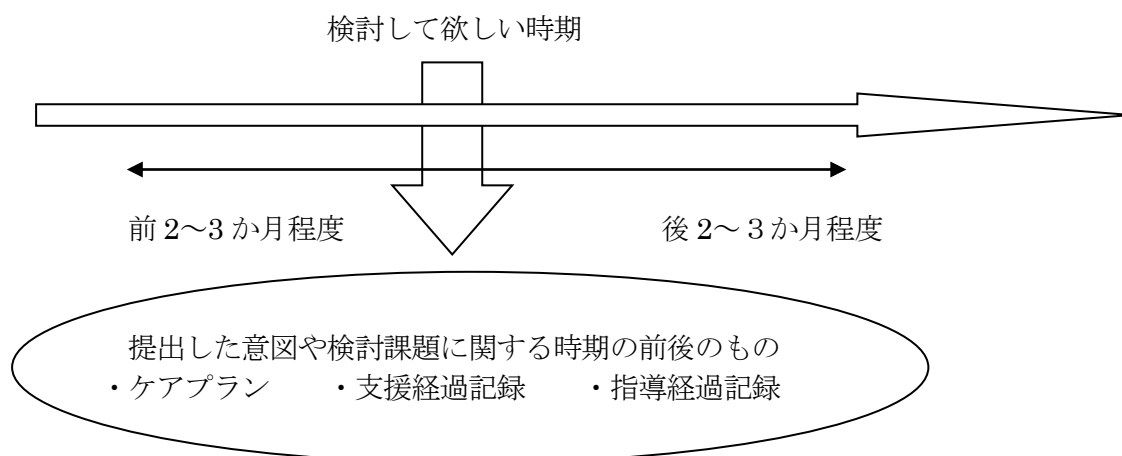 検討して欲しい時期
前 2～3 か月程度
後 2～３か月程度
提出した意図や検討課題に関する時期の前後のもの
・ケアプラン　　・支援経過記録　　・指導経過記録